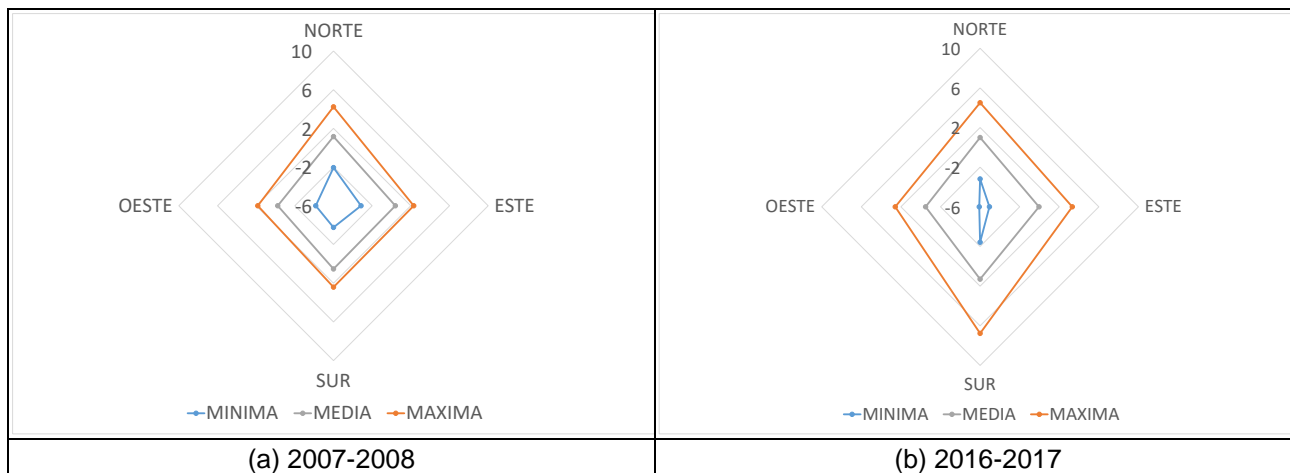 NORTE
10
6
2
-2
-6
OESTE
ESTE
SUR
MINIMA MEDIA MAXIMA
(a) 2007-2008
NORTE
10
6
2
-2
-6
OESTE
ESTE
SUR
MINIMA MEDIA MAXIMA
(b) 2016-2017